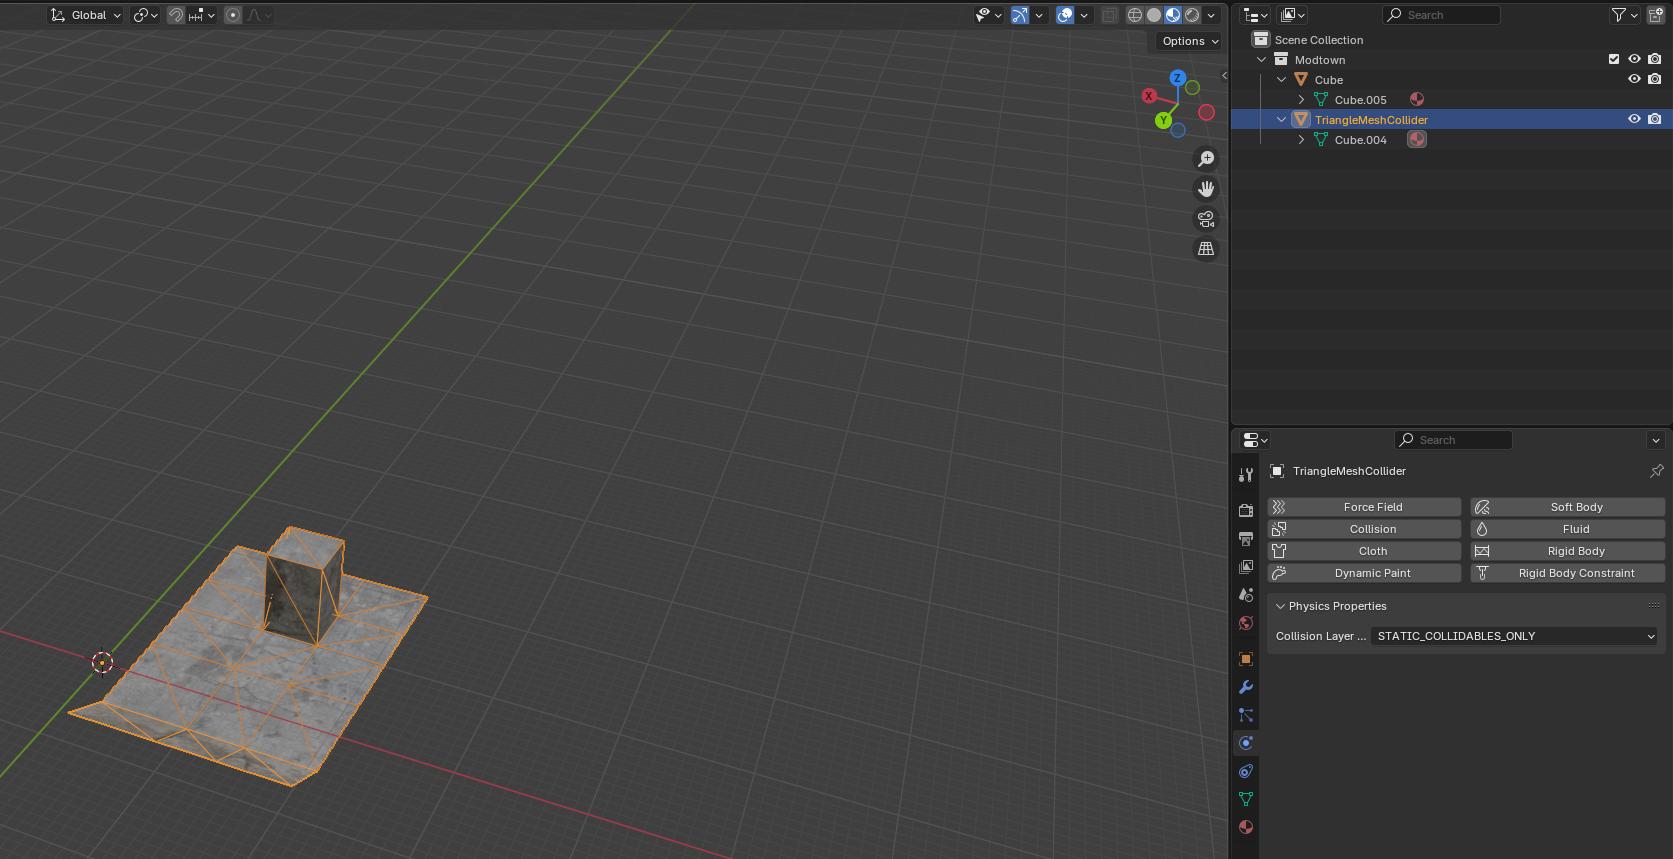 Global
Options
Z
X
Y
Search
Scene Collection
Modtown
Cube
Cube.005
TriangleMeshCollider
Cube.004
Search
TriangleMeshCollider
Force Field
Soft Body
Collision
Fluid
Cloth
Rigid Body
Dynamic Paint
Rigid Body Constraint
Physics Properties
Collision Layer ...
STATIC_COLLIDABLES_ONLY